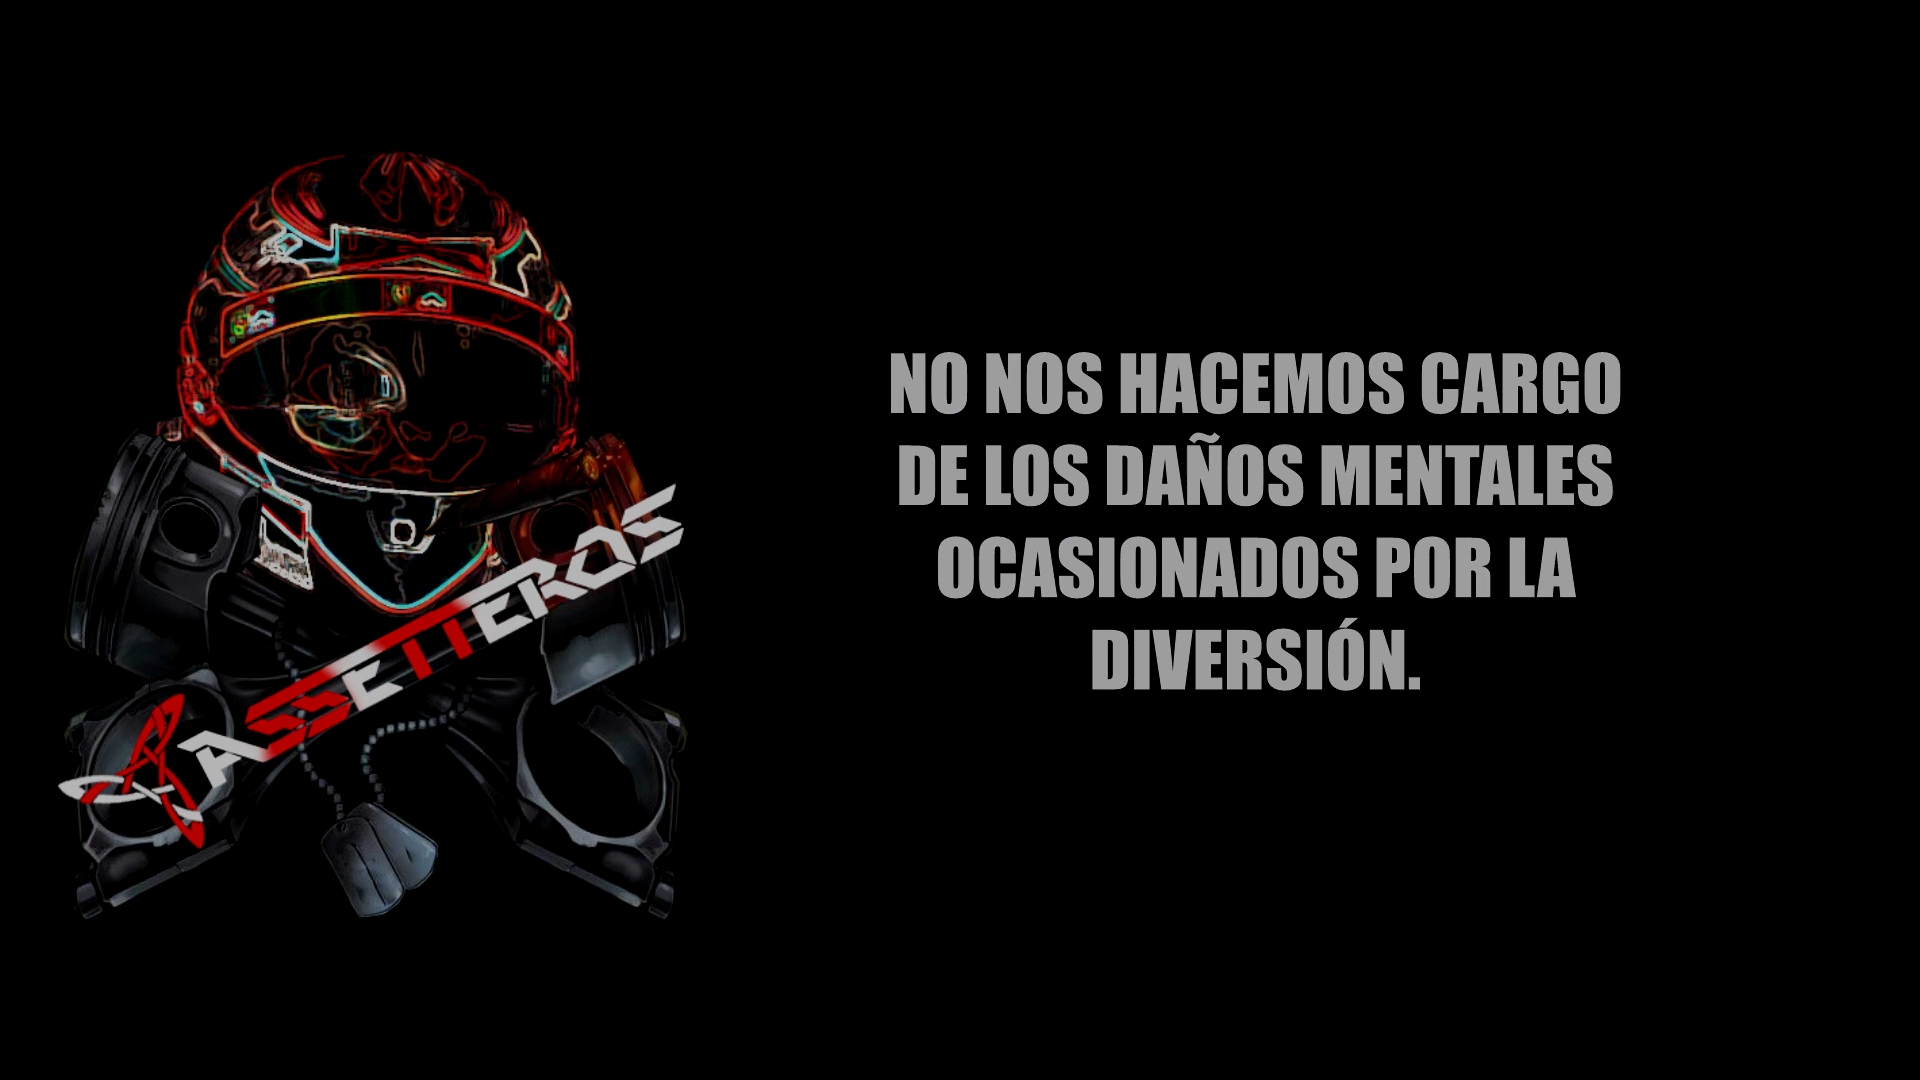 ASSETTEROS
NO NOS HACEMOS CARGO
DE LOS DAÑOS MENTALES
OCASIONADOS POR LA
DIVERSIÓN.